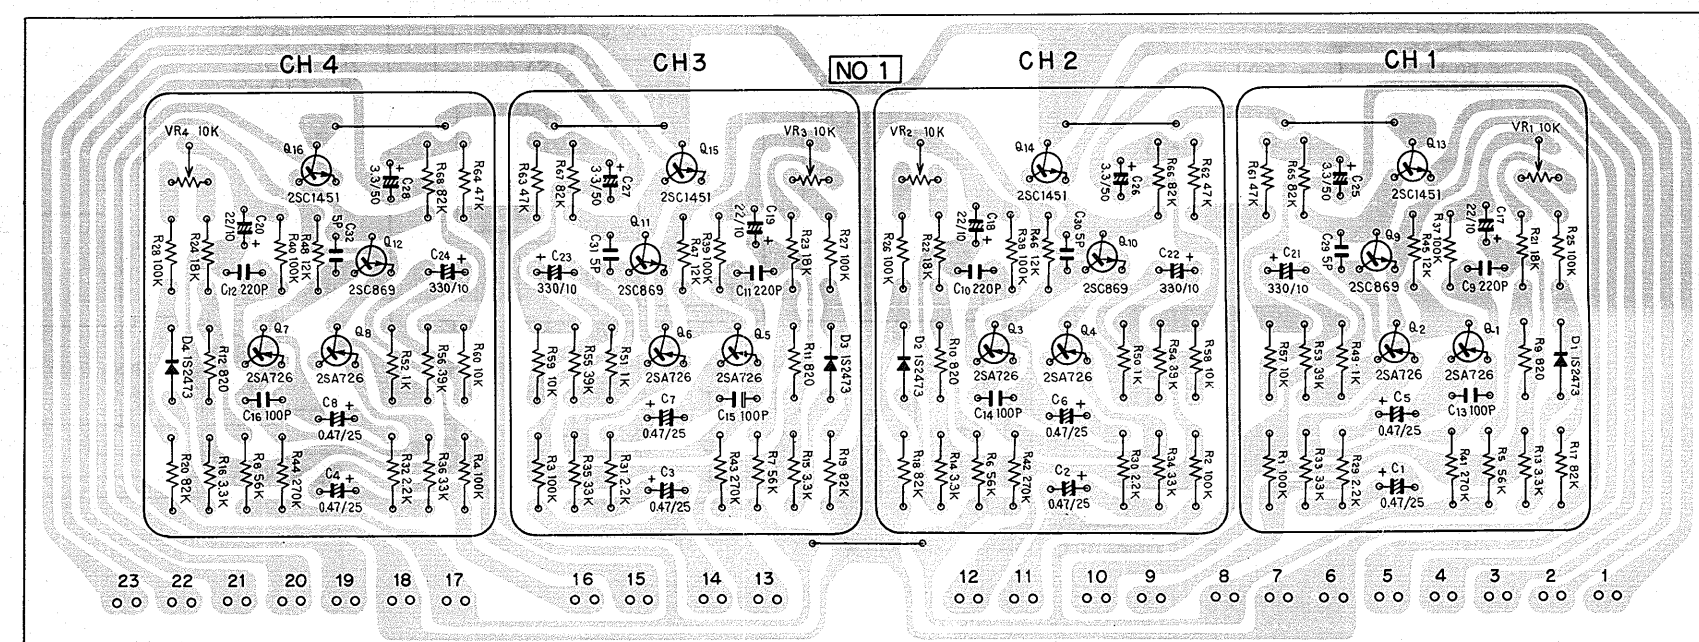 CH 4
CH 3
NO 1
CH 2
CH 1
VR4 10K
Q16
2SC1451
C28 3.3/50
R68 82K
R64 47K
C20 22/10
C32 5P
Q12
2SC869
C24
330/10
R28 100K
R24 18K
C12 220P
R40 100K
R48 12K
D4 1S2473
R12 820
Q7
2SA726
Q8
2SA726
R52 1K
R56 39K
R60 10K
C16 100P
C8
0.47/25
R20 82K
R16 3.3K
R8 56K
R44 270K
C4
0.47/25
R32 2.2K
R36 33K
R4 100K
R63 47K
R67 82K
C27 3.3/50
Q15
2SC1451
VR3 10K
C23
330/10
C31 5P
Q11
2SC869
R47 12K
R39 100K
C19 22/10
C11 220P
R23 18K
R27 100K
R59 10K
R55 39K
R51 1K
Q6
2SA726
Q5
2SA726
R11 820
D3 1S2473
C7
0.47/25
C15 100P
R3 100K
R35 33K
R31 2.2K
C3
0.47/25
R43 270K
R7 56K
R15 3.3K
R19 82K
VR2 10K
Q14
2SC1451
C26 3.3/50
R66 82K
R62 47K
C18 22/10
C30 5P
Q10
2SC869
C22
330/10
R26 100K
R22 18K
C10 220P
R38 100K
R46 12K
D2 1S2473
R10 820
Q3
2SA726
Q4
2SA726
R50 1K
R54 39K
R58 10K
C14 100P
C6
0.47/25
R18 82K
R14 3.3K
R6 56K
R42 270K
C2
0.47/25
R30 2.2K
R34 33K
R2 100K
R61 47K
R65 82K
C25 3.3/50
Q13
2SC1451
VR1 10K
C21
330/10
C29 5P
Q9
2SC869
R45 12K
R37 100K
C17 22/10
C9 220P
R21 18K
R25 100K
R57 10K
R53 39K
R49 1K
Q2
2SA726
Q1
2SA726
R9 820
D1 1S2473
C5
0.47/25
C13 100P
R1 100K
R33 33K
R29 2.2K
C1
0.47/25
R41 270K
R5 56K
R13 3.3K
R17 82K
23 22 21 20 19 18 17 16 15 14 13 12 11 10 9 8 7 6 5 4 3 2 1